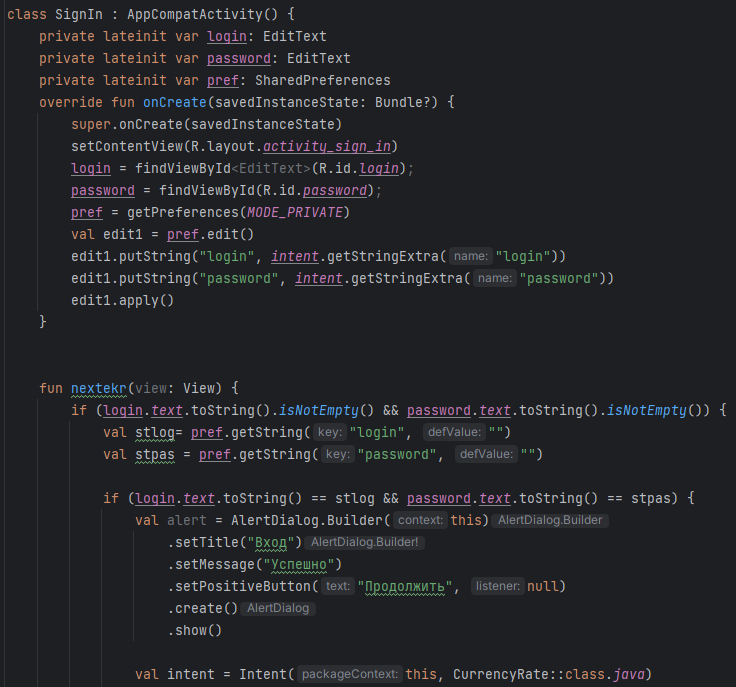 class SignIn : AppCompatActivity() {
    private lateinit var login: EditText
    private lateinit var password: EditText
    private lateinit var pref: SharedPreferences
    override fun onCreate(savedInstanceState: Bundle?) {
        super.onCreate(savedInstanceState)
        setContentView(R.layout.activity_sign_in)
        login = findViewById<EditText>(R.id.login);
        password = findViewById(R.id.password);
        pref = getPreferences(MODE_PRIVATE)
        val edit1 = pref.edit()
        edit1.putString("login", intent.getStringExtra( name: "login"))
        edit1.putString("password", intent.getStringExtra( name: "password"))
        edit1.apply()
    }
    fun nextekr(view: View) {
        if (login.text.toString().isNotEmpty() && password.text.toString().isNotEmpty()) {
            val stlog= pref.getString( key: "login", defValue: "")
            val stpas = pref.getString( key: "password", defValue: "")
            if (login.text.toString() == stlog && password.text.toString() == stpas) {
                val alert = AlertDialog.Builder( context: this) AlertDialog.Builder
                    .setTitle("Вход") AlertDialog.Builder!
                    .setMessage("Успешно")
                    .setPositiveButton( text: "Продолжить", listener: null)
                    .create() AlertDialog
                    .show()
                val intent = Intent( packageContext: this, CurrencyRate::class.java)